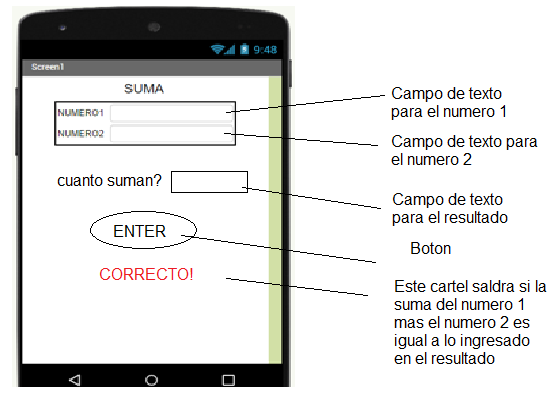 9:48
Screen1
SUMA
NUMERO1
NUMERO2
cuanto suman?
ENTER
CORRECTO!
Campo de texto
para el numero 1
Campo de texto para
el numero 2
Campo de texto
para el resultado
Boton
Este cartel saldra si la
suma del numero 1
mas el numero 2 es
igual a lo ingresado
en el resultado